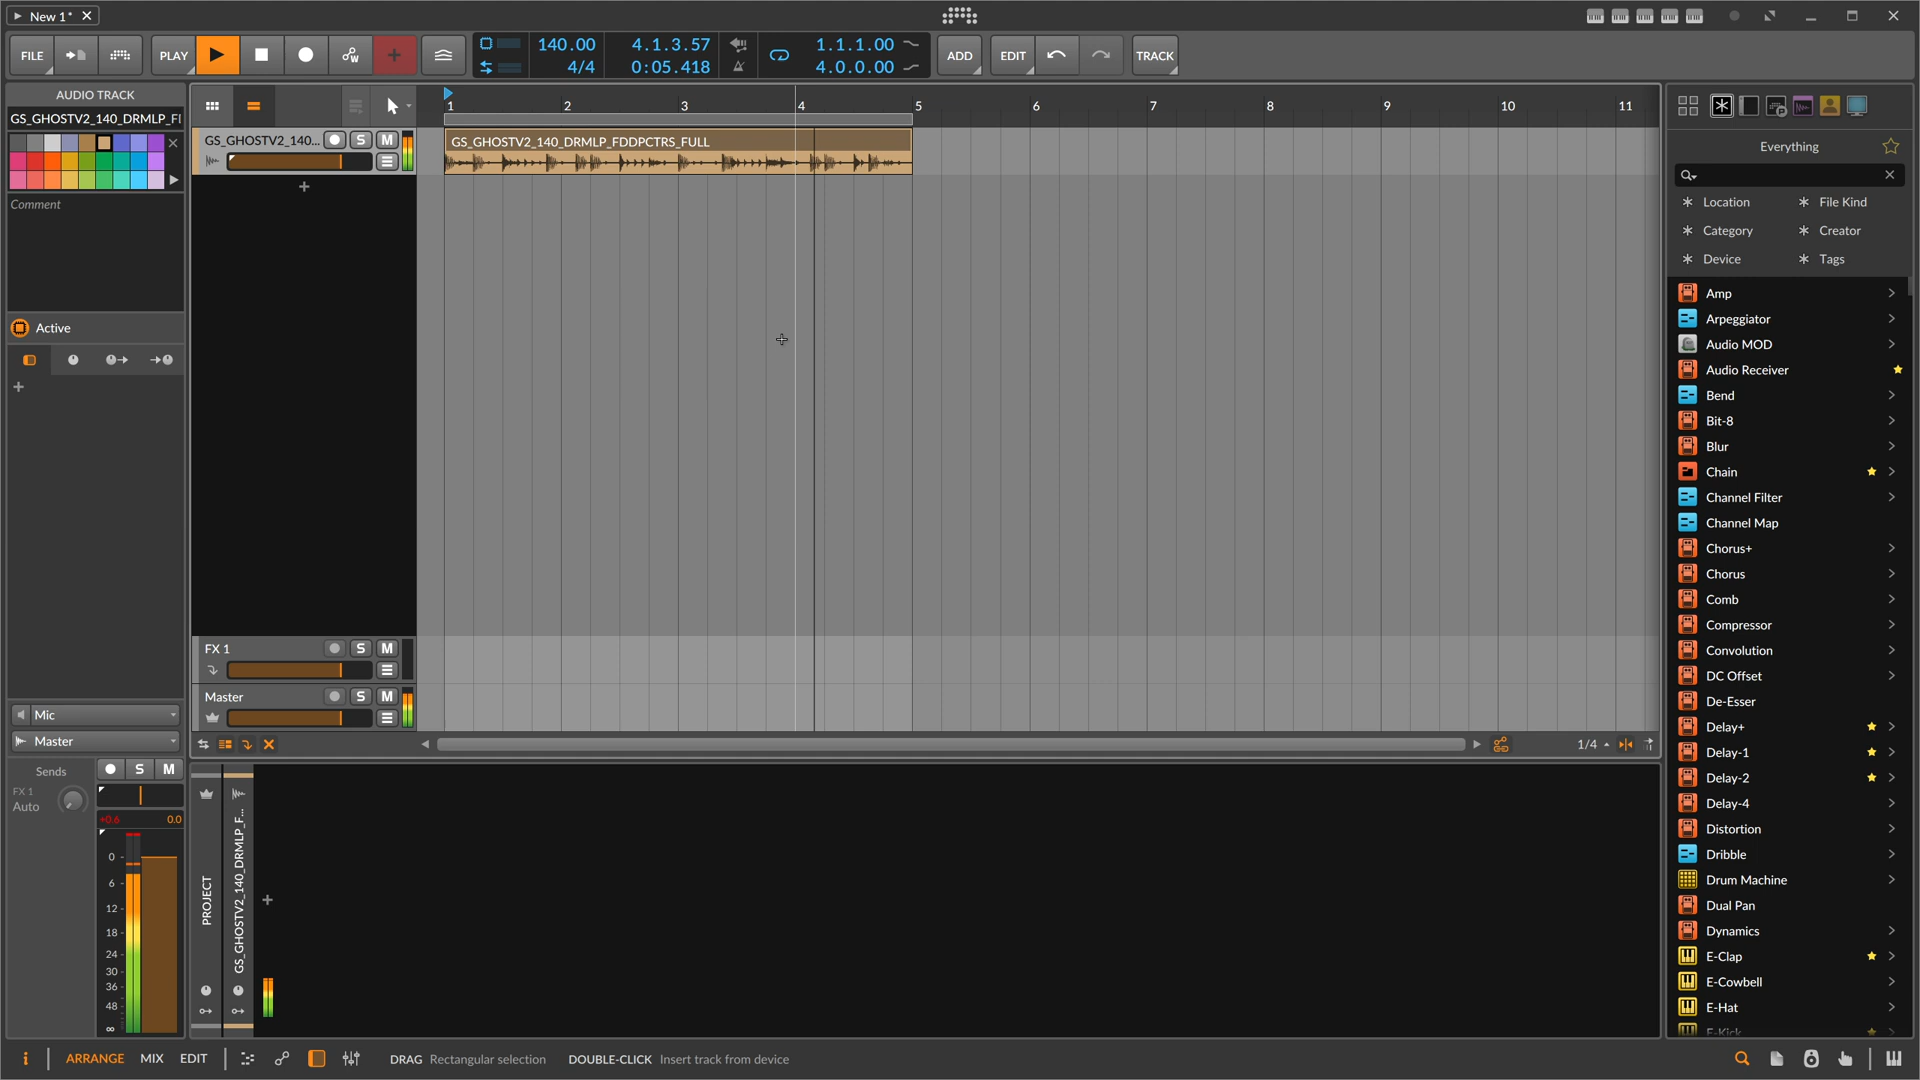 New 1*
FILE
PLAY
140.00
4/4
4.1.3.57
0:05.418
1.1.1.00
4.0.0.00
ADD
EDIT
TRACK
AUDIO TRACK
GS_GHOSTV2_140_DRMLP_F
Comment
Active
Mic
Master
Sends
S M
FX 1
Auto
+0.6 0.0
0
6
12
18
24
30
36
48
∞
1 2 3 4 5 6 7 8 9 10 11
GS_GHOSTV2_140... S M
GS_GHOSTV2_140_DRMLP_FDDPCTRS_FULL
FX 1 S M
Master S M
1/4
PROJECT
GS_GHOSTV2_140_DRMLP_F...
Everything
Location
File Kind
Category
Creator
Device
Tags
Amp
Arpeggiator
Audio MOD
Audio Receiver
Bend
Bit-8
Blur
Chain
Channel Filter
Channel Map
Chorus+
Chorus
Comb
Compressor
Convolution
DC Offset
De-Esser
Delay+
Delay-1
Delay-2
Delay-4
Distortion
Dribble
Drum Machine
Dual Pan
Dynamics
E-Clap
E-Cowbell
E-Hat
E-Kick
i
ARRANGE
MIX
EDIT
DRAG Rectangular selection
DOUBLE-CLICK Insert track from device